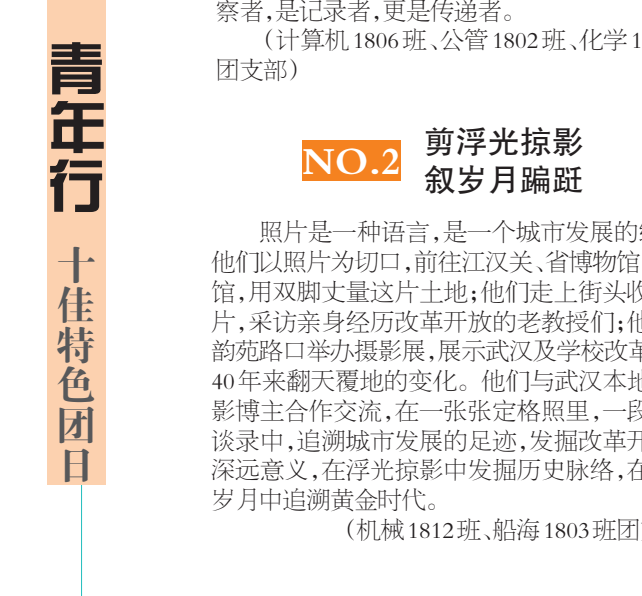 青年行
十佳特色团日
察者,是记录者,更是传递者。
(计算机1806班、公管1802班、化学1
团支部)
NO.2
剪浮光掠影
叙岁月蹁跹
照片是一种语言,是一个城市发展的
他们以照片为切口,前往江汉关、省博物馆
馆,用双脚丈量这片土地;他们走上街头收
片,采访亲身经历改革开放的老教授们;他
韵苑路口举办摄影展,展示武汉及学校改革
40年来翻天覆地的变化。他们与武汉本地
影博主合作交流,在一张张定格照里,一段
谈录中,追溯城市发展的足迹,发掘改革开
深远意义,在浮光掠影中发掘历史脉络,在
岁月中追溯黄金时代。
(机械1812班、船海1803班团